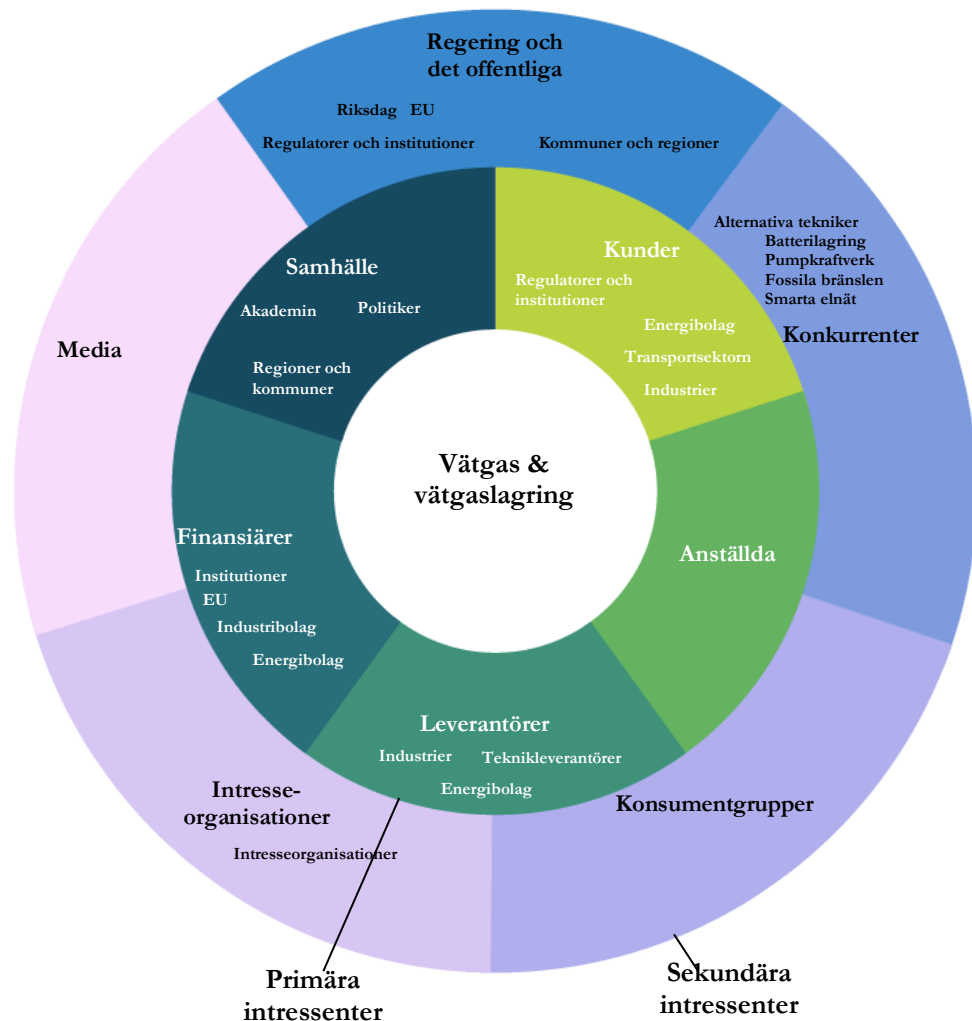 Regering och
det offentliga
Riksdag EU
Regulatorer och institutioner
Kommuner och regioner
Alternativa tekniker
Batterilagring
Pumpkraftverk
Fossila bränslen
Smarta elnät
Konkurrenter
Kunder
Regulatorer och
institutioner
Energibolag
Transportsektorn
Industrier
Samhälle
Akademin
Politiker
Regioner och
kommuner
Media
Vätgas &
vätgaslagring
Finansiärer
Institutioner
EU
Industribolag
Energibolag
Anställda
Leverantörer
Industrier
Teknikleverantörer
Energibolag
Intresse-
organisationer
Intresseorganisationer
Konsumentgrupper
Primära
intressenter
Sekundära
intressenter